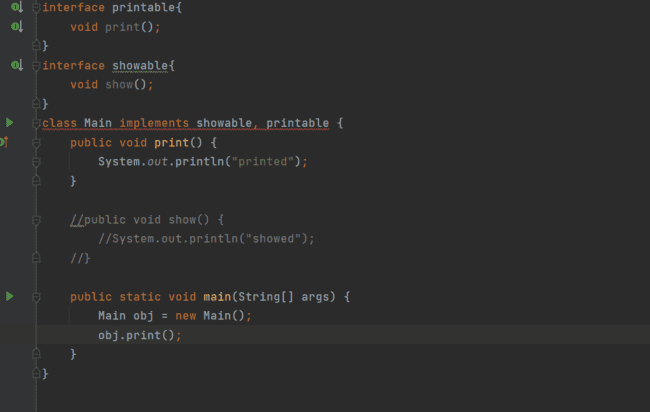 interface printable{
    void print();
}
interface showable{
    void show();
}
class Main implements showable, printable {
    public void print() {
        System.out.println("printed");
    }
    //public void show() {
        //System.out.println("showed");
    //}
    public static void main(String[] args) {
        Main obj = new Main();
        obj.print();
    }
}